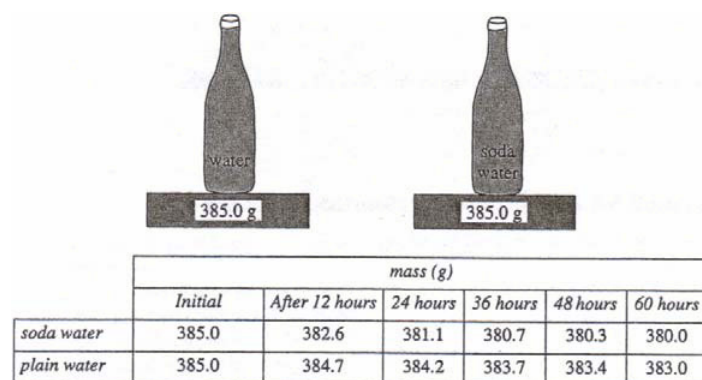 water
soda
water
385.0 g
385.0 g
mass (g)
Initial After 12 hours 24 hours 36 hours 48 hours 60 hours
soda water 385.0 382.6 381.1 380.7 380.3 380.0
plain water 385.0 384.7 384.2 383.7 383.4 383.0